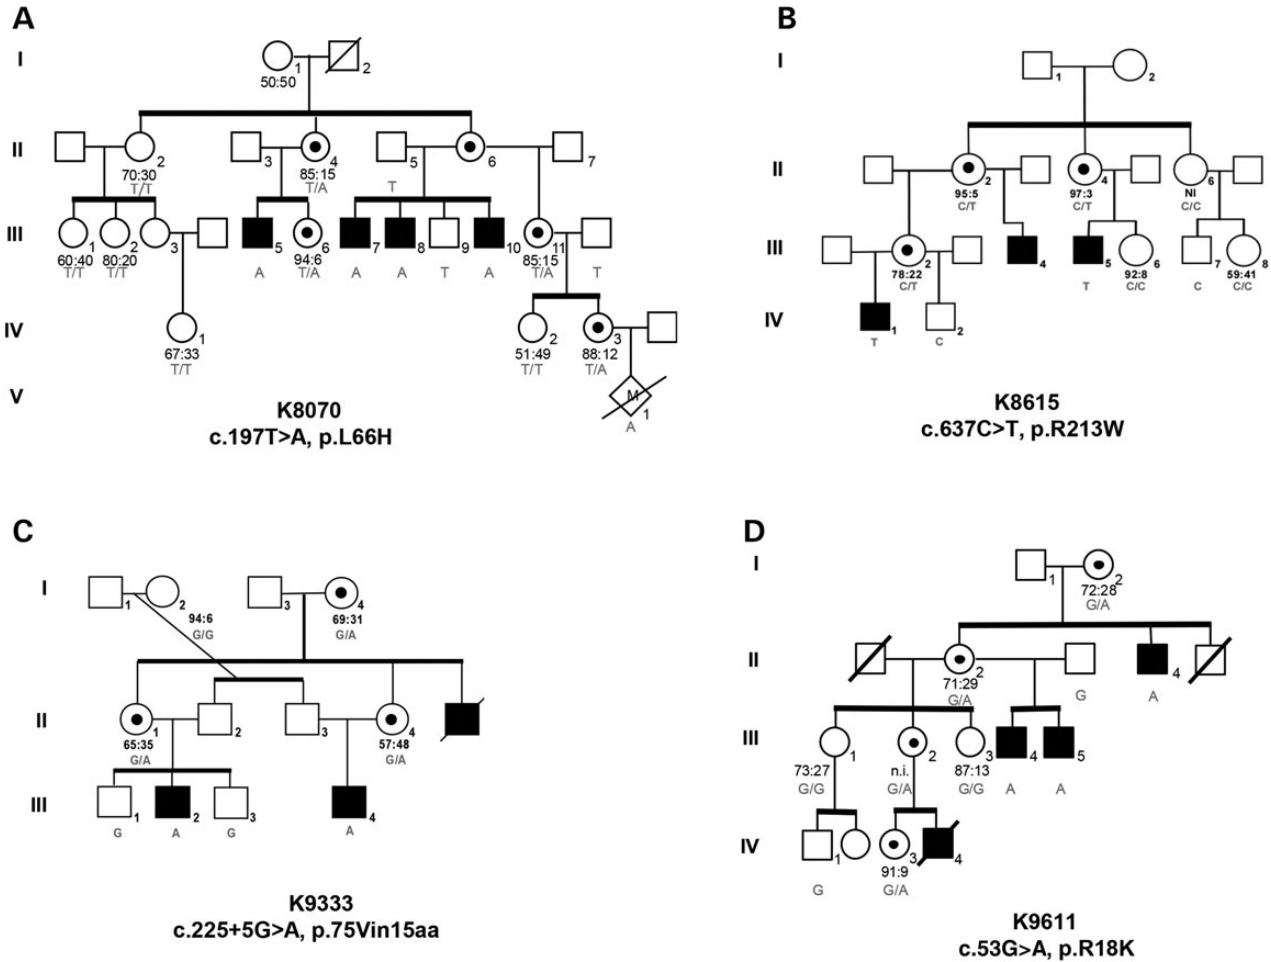 A
I
1
2
50:50
II
2
3
4
5
6
7
70:30
T/T
85:15
T/A
T
III
1
2
3
5
6
7
8
9
10
11
60:40
T/T
80:20
T/T
A
94:6
T/A
A
A
T
A
85:15
T/A
T
IV
1
2
3
67:33
T/T
51:49
T/T
88:12
T/A
V
M
1
A
K8070
c.197T>A, p.L66H
B
I
1
2
II
2
4
6
95:5
C/T
97:3
C/T
NI
C/C
III
2
4
5
6
7
8
78:22
C/T
T
92:8
C/C
C
59:41
C/C
IV
1
2
T
C
K8615
c.637C>T, p.R213W
C
I
1
2
3
4
94:6
G/G
69:31
G/A
II
1
2
3
4
65:35
G/A
57:48
G/A
III
1
2
3
4
G
A
G
A
K9333
c.225+5G>A, p.75Vin15aa
D
I
1
2
72:28
G/A
II
2
4
71:29
G/A
G
A
III
1
2
3
4
5
73:27
G/G
n.i.
G/A
87:13
G/G
A
A
IV
1
3
4
G
91:9
G/A
K9611
c.53G>A, p.R18K